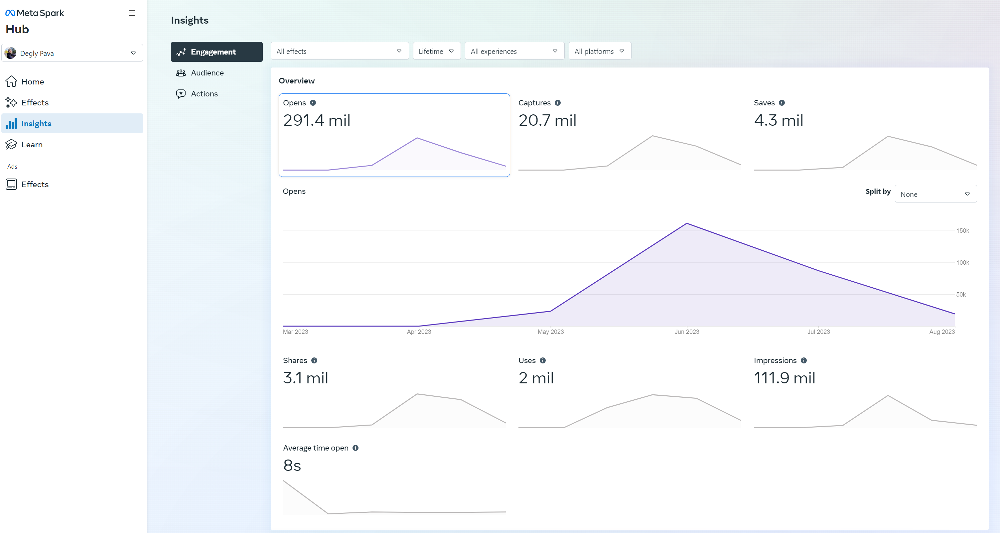 Meta Spark
Hub
Degly Pava
Home
Effects
Insights
Learn
Ads
Effects
Insights
Engagement
Audience
Actions
All effects
Lifetime
All experiences
All platforms
Overview
Opens
291.4 mil
Captures
20.7 mil
Saves
4.3 mil
Opens
Split by
None
150k
100k
50k
Mar 2023
Apr 2023
May 2023
Jun 2023
Jul 2023
Aug 2023
Shares
3.1 mil
Uses
2 mil
Impressions
111.9 mil
Average time open
8s